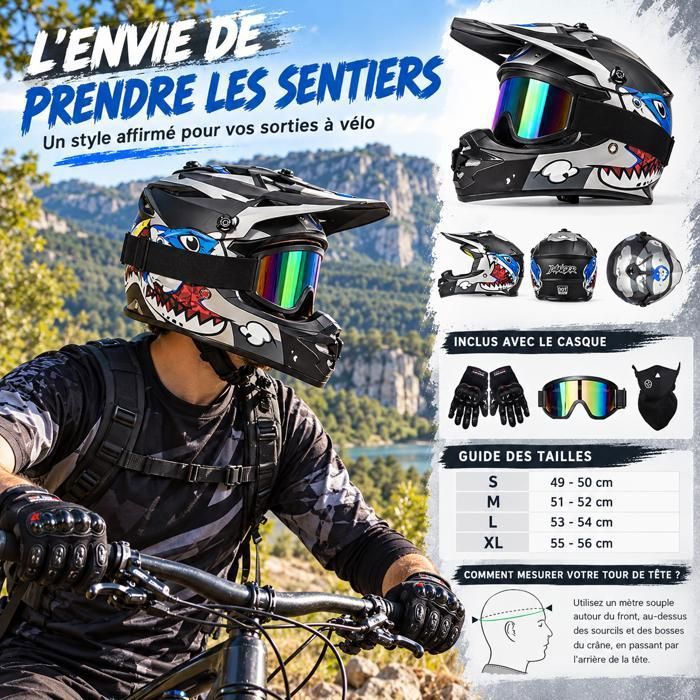 L'ENVIE DE
PRENDRE LES SENTIERS
Un style affirmé pour vos sorties à vélo
DOT
INCLUS AVEC LE CASQUE
GUIDE DES TAILLES
S 49 - 50 cm
M 51 - 52 cm
L 53 - 54 cm
XL 55 - 56 cm
COMMENT MESURER VOTRE TOUR DE TÊTE ?
Utilisez un mètre souple
autour du front, au-dessus
des sourcils et des bosses
du crâne, en passant par
l'arrière de la tête.